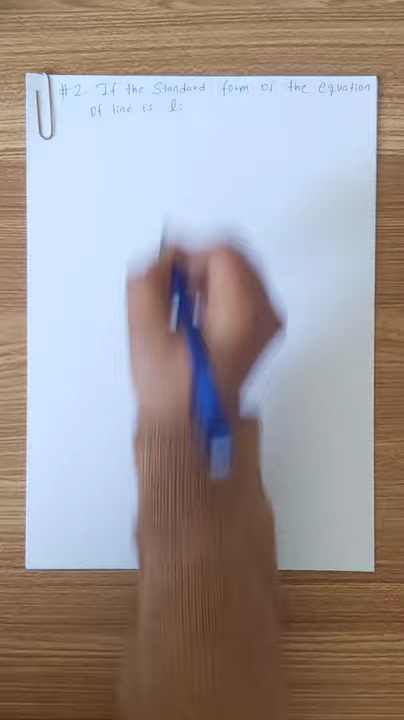 #2. If the Standard form of the equation
of line is l: